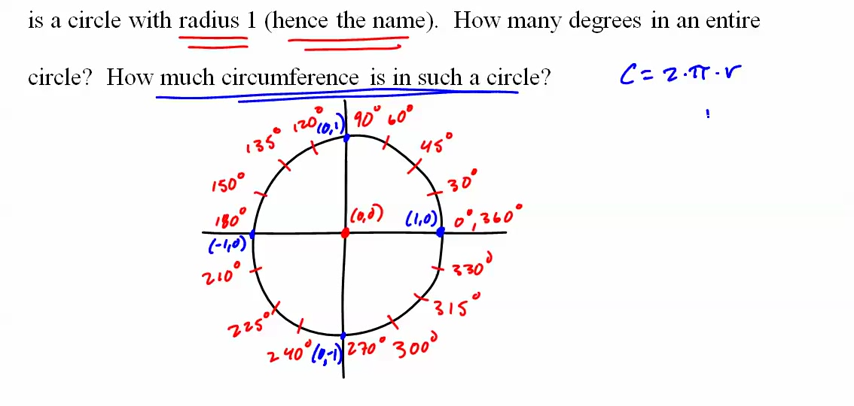 is a circle with radius 1 (hence the name). How many degrees in an entire
circle? How much circumference is in such a circle? C = 2·π·r
120° (0,1) 90° 60°
135° 45°
150° 30°
180° (0,0) (1,0) 0°, 360°
(-1,0)
210° 330°
225° 315°
240° (0,-1) 270° 300°